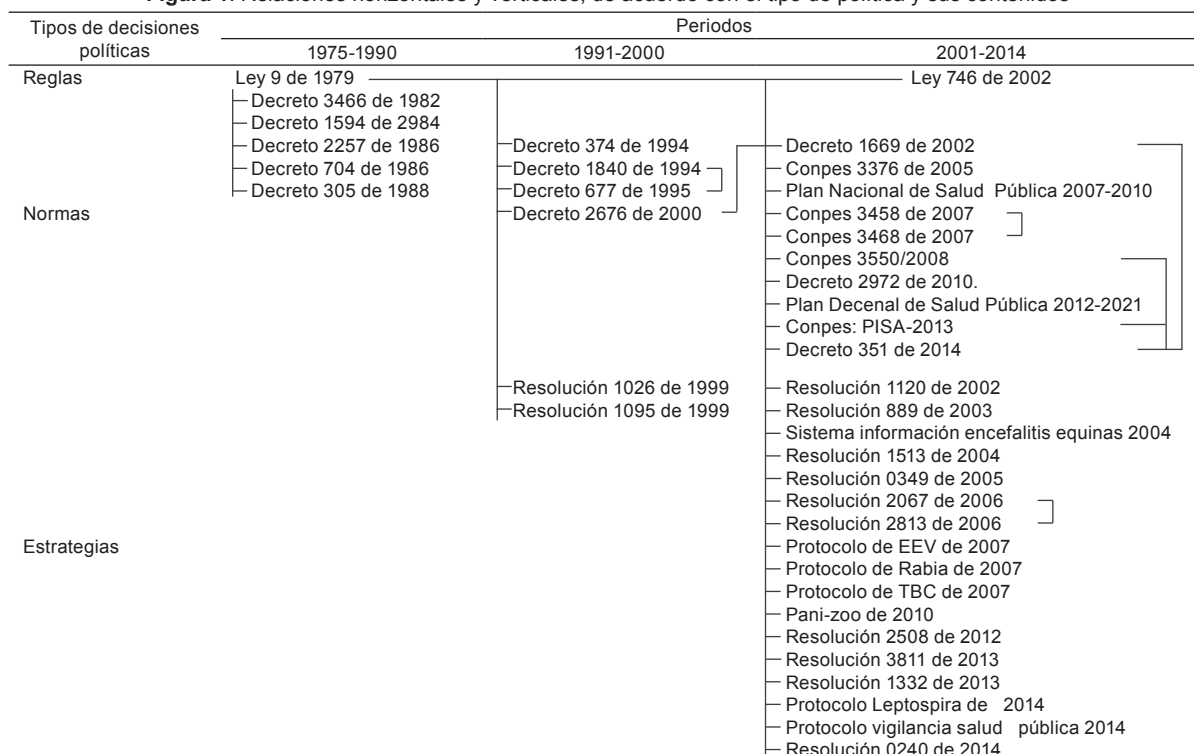 Figura 1. Relaciones horizontales y verticales, de acuerdo con el tipo de política y sus contenidos
Tipos de decisiones políticas
Periodos
1975-1990 1991-2000 2001-2014
Reglas Ley 9 de 1979 Ley 746 de 2002
Decreto 3466 de 1982
Decreto 1594 de 2984
Decreto 2257 de 1986 Decreto 374 de 1994 Decreto 1669 de 2002
Decreto 704 de 1986 Decreto 1840 de 1994 Conpes 3376 de 2005
Decreto 305 de 1988 Decreto 677 de 1995 Plan Nacional de Salud Pública 2007-2010
Normas Decreto 2676 de 2000 Conpes 3458 de 2007
Conpes 3468 de 2007
Conpes 3550/2008
Decreto 2972 de 2010.
Plan Decenal de Salud Pública 2012-2021
Conpes: PISA-2013
Decreto 351 de 2014
Resolución 1026 de 1999 Resolución 1120 de 2002
Resolución 1095 de 1999 Resolución 889 de 2003
Sistema información encefalitis equinas 2004
Resolución 1513 de 2004
Resolución 0349 de 2005
Resolución 2067 de 2006
Resolución 2813 de 2006
Estrategias Protocolo de EEV de 2007
Protocolo de Rabia de 2007
Protocolo de TBC de 2007
Pani-zoo de 2010
Resolución 2508 de 2012
Resolución 3811 de 2013
Resolución 1332 de 2013
Protocolo Leptospira de 2014
Protocolo vigilancia salud pública 2014
Resolución 0240 de 2014